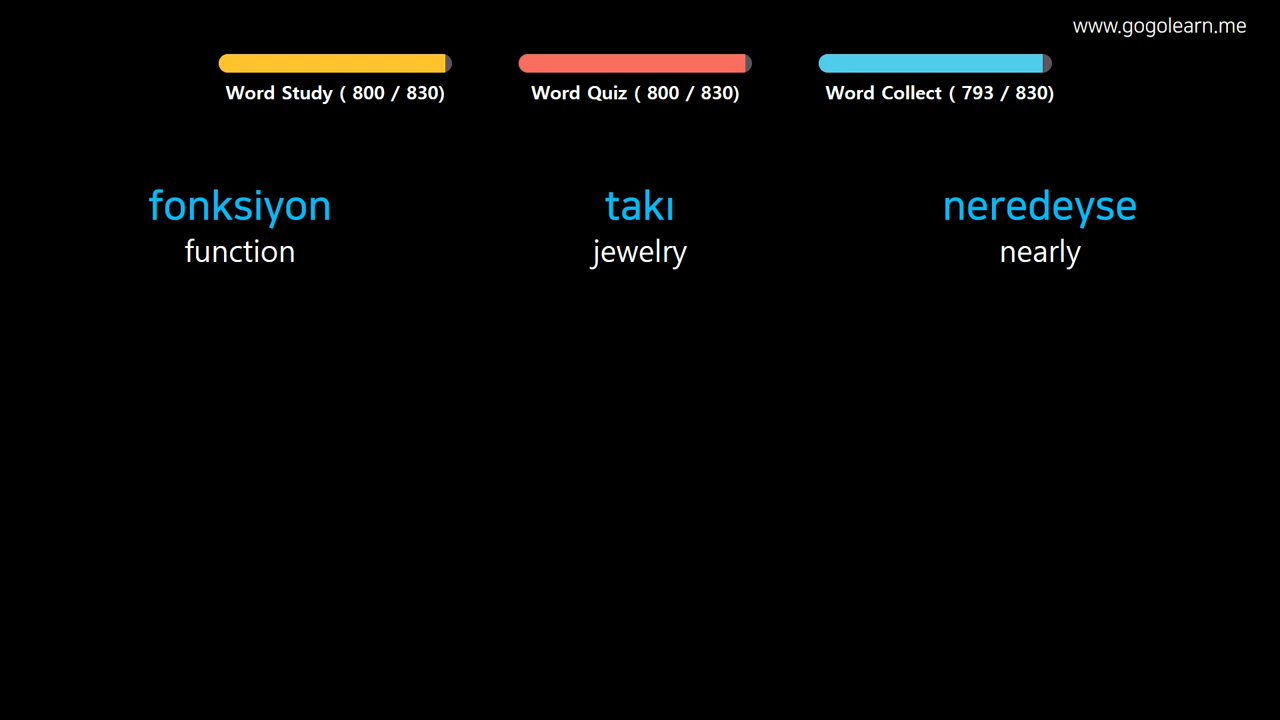 www.gogolearn.me
Word Study ( 800 / 830)
Word Quiz ( 800 / 830)
Word Collect ( 793 / 830)
fonksiyon
function
takı
jewelry
neredeyse
nearly